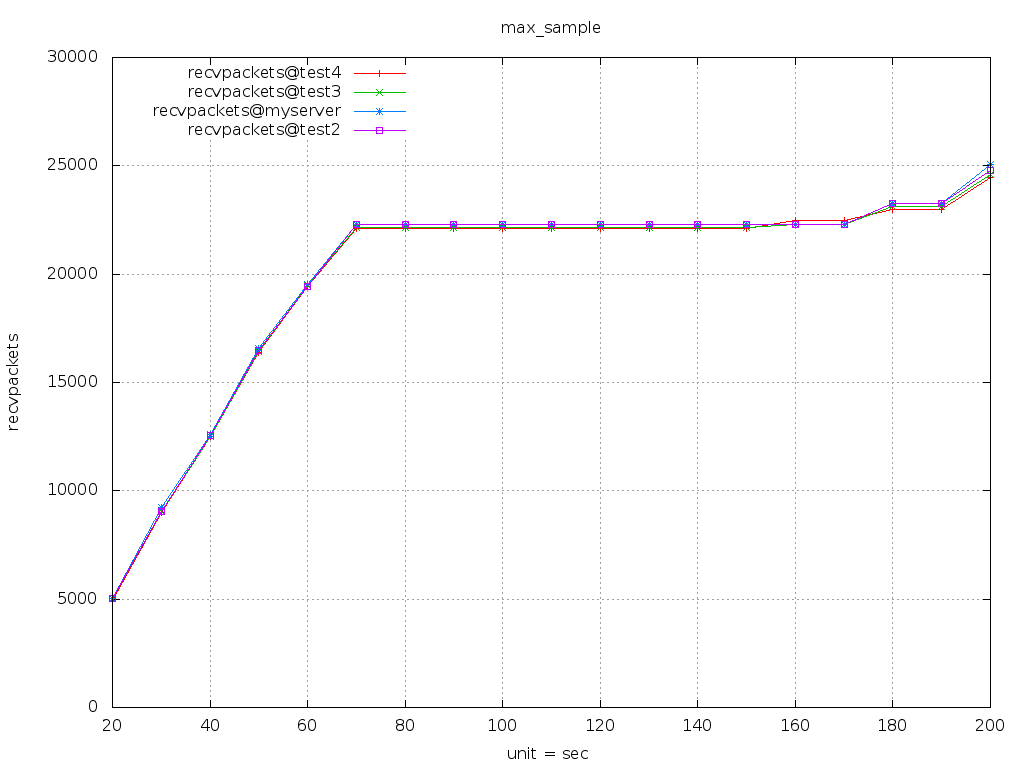 max_sample
30000
25000
20000
15000
10000
5000
0
recvpackets@test4
recvpackets@test3
recvpackets@myserver
recvpackets@test2
recvpackets
20 40 60 80 100 120 140 160 180 200
unit = sec